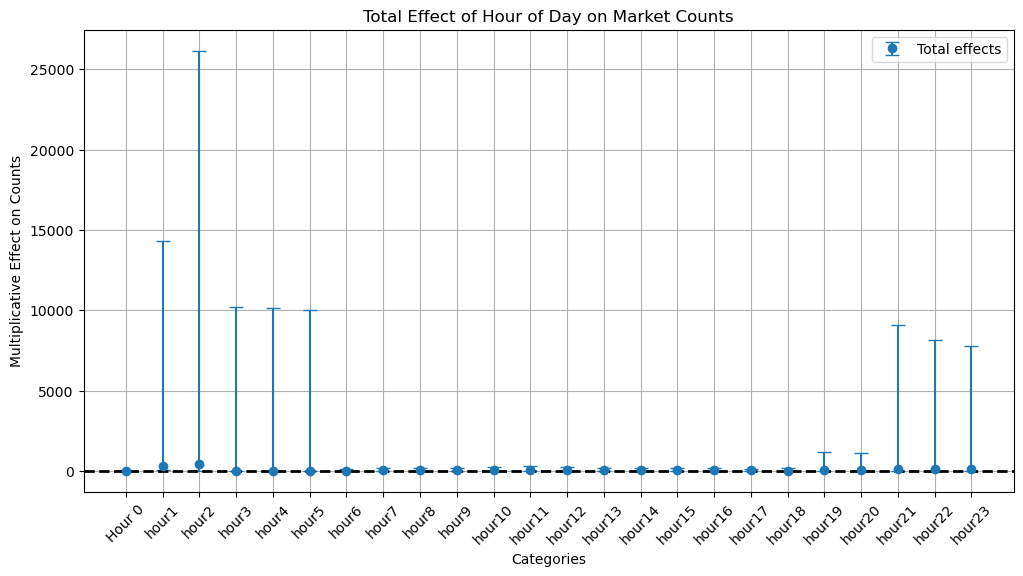 Total Effect of Hour of Day on Market Counts
Total effects
Multiplicative Effect on Counts
25000
20000
15000
10000
5000
0
Hour 0
hour1
hour2
hour3
hour4
hour5
hour6
hour7
hour8
hour9
hour10
hour11
hour12
hour13
hour14
hour15
hour16
hour17
hour18
hour19
hour20
hour21
hour22
hour23
Categories